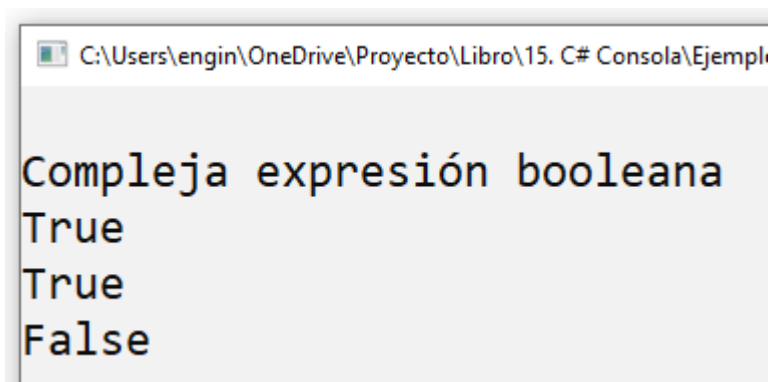 C:\Users\engin\OneDrive\Proyecto\Libro\15. C# Consola\Ejempl
Compleja expresión booleana
True
True
False